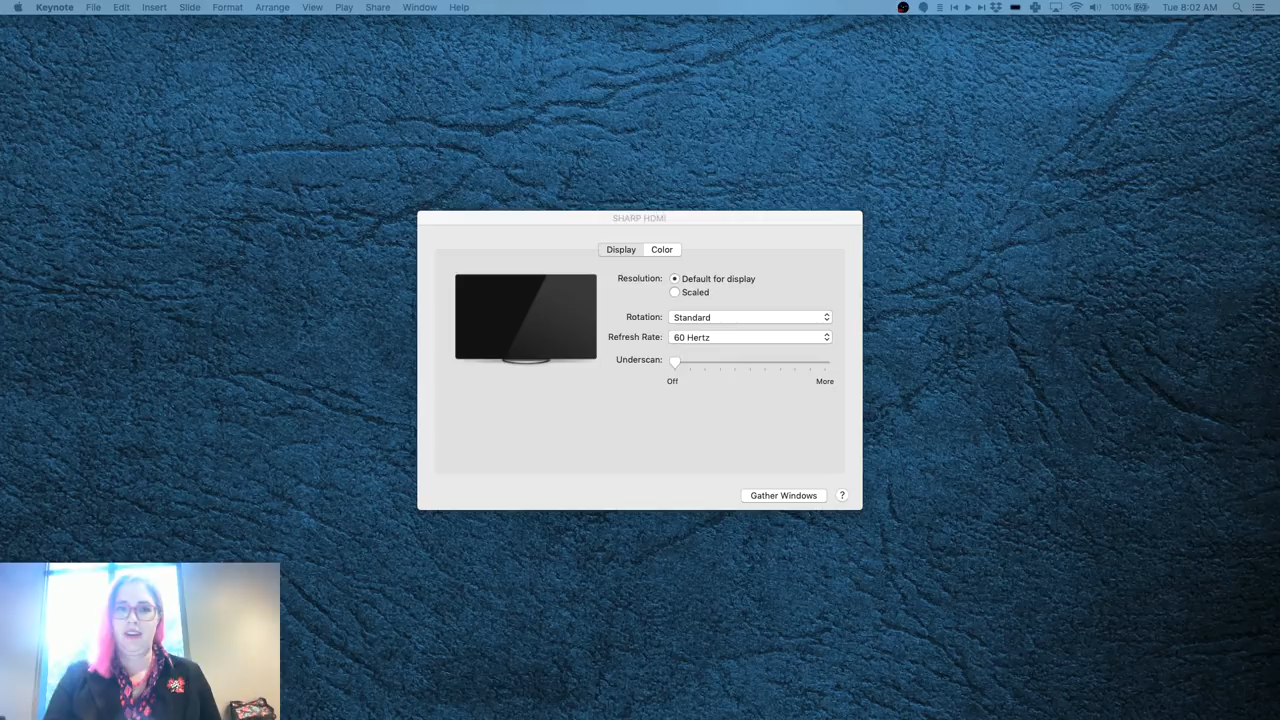 Keynote File Edit Insert Slide Format Arrange View Play Share Window Help 100% Tue 8:02 AM
SHARP HDMI
Display Color
Resolution: Default for display
Scaled
Rotation: Standard
Refresh Rate: 60 Hertz
Underscan:
Off More
Gather Windows ?